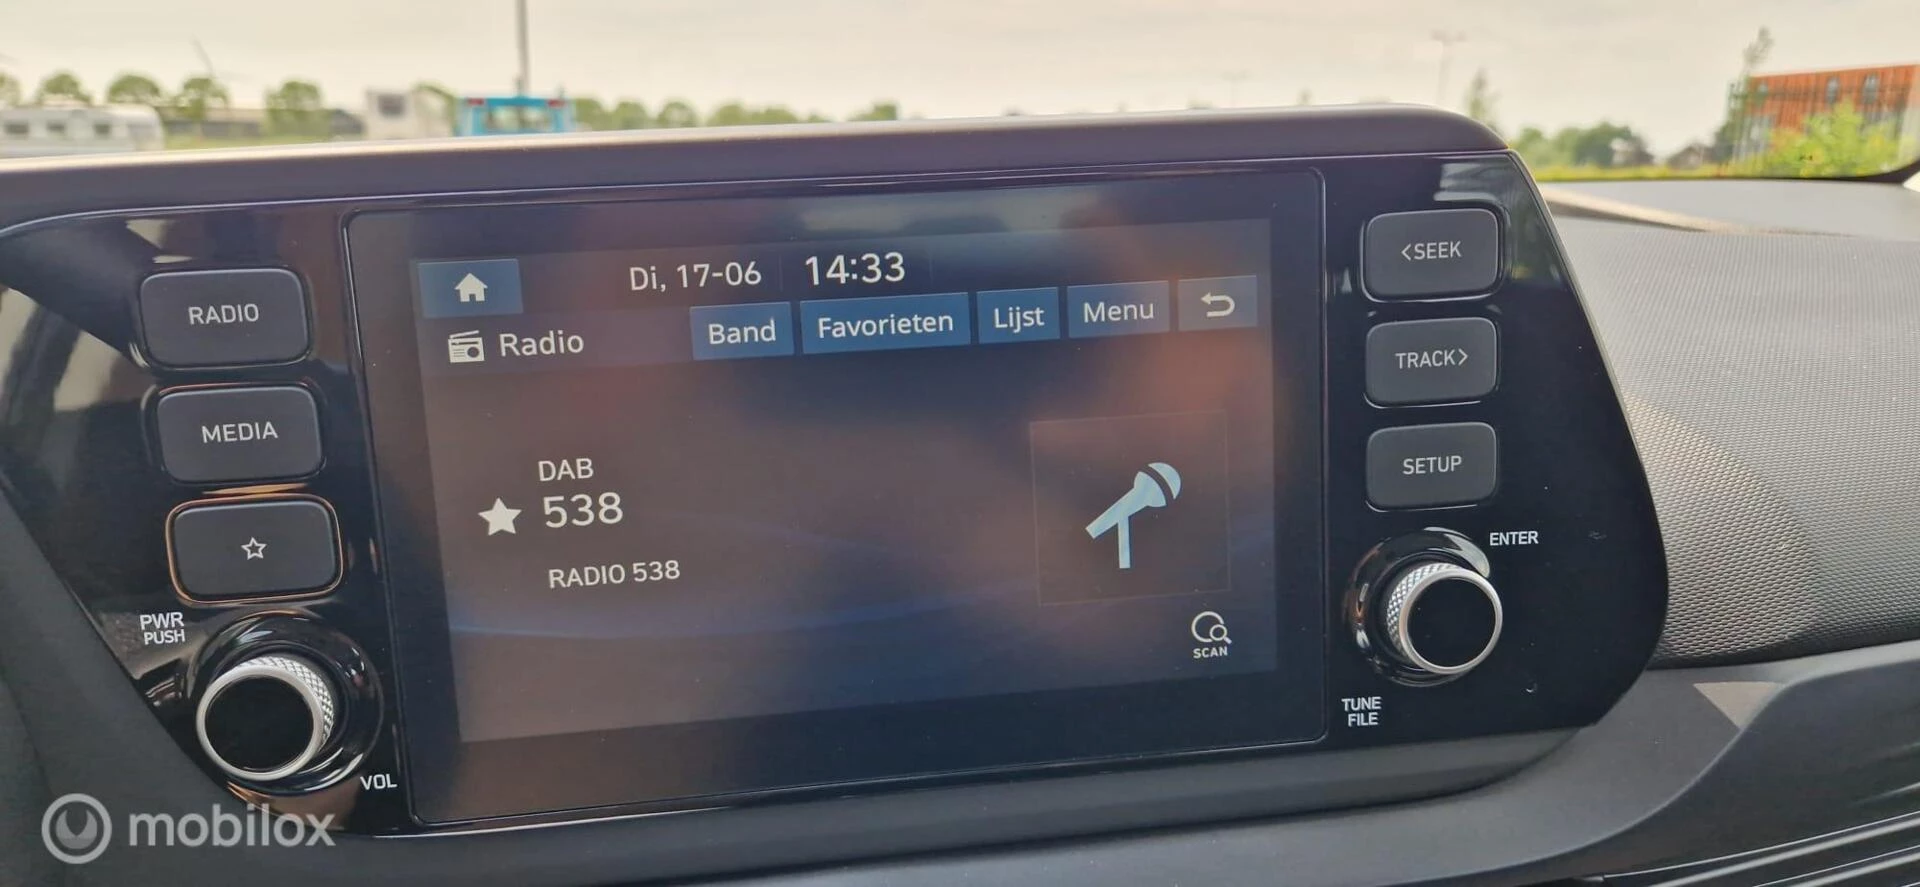 Di, 17-06 14:33
Radio
Band Favorieten Lijst Menu
DAB
538
RADIO 538
SCAN
RADIO
MEDIA
PWR
PUSH
VOL
<SEEK
TRACK>
SETUP
ENTER
TUNE
FILE
mobilox